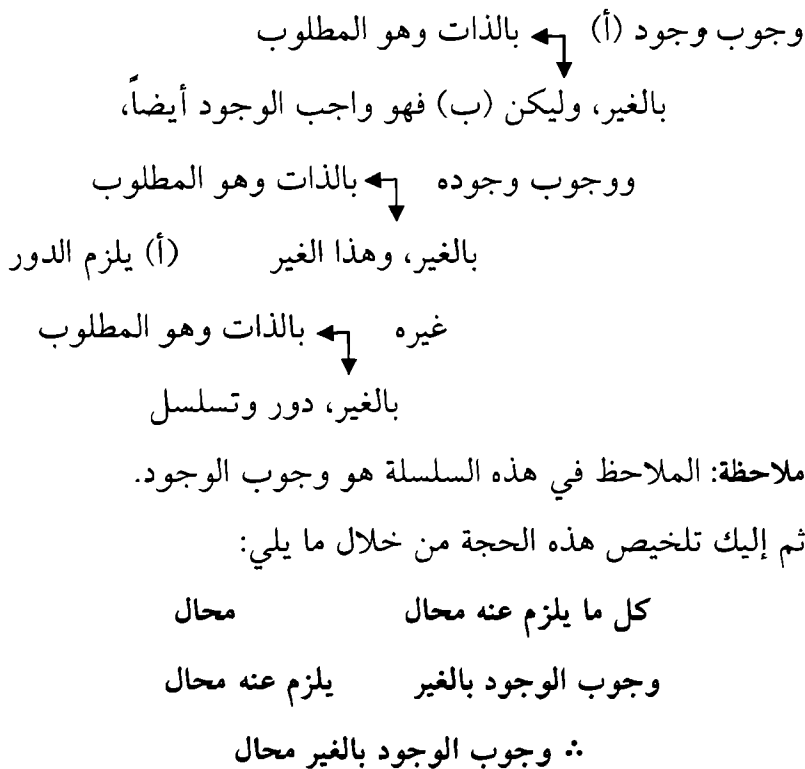 وجوب وجود (أ) بالذات وهو المطلوب
بالغير، وليكن (ب) فهو واجب الوجود أيضاً،
ووجوب وجوده بالذات وهو المطلوب
بالغير، وهذا الغير (أ) يلزم الدور
غيره بالذات وهو المطلوب
بالغير، دور وتسلسل
ملاحظة: الملاحظ في هذه السلسلة هو وجوب الوجود.
ثم إليك تلخيص هذه الحجة من خلال ما يلي:
كل ما يلزم عنه محال محال
وجوب الوجود بالغير يلزم عنه محال
∴ وجوب الوجود بالغير محال